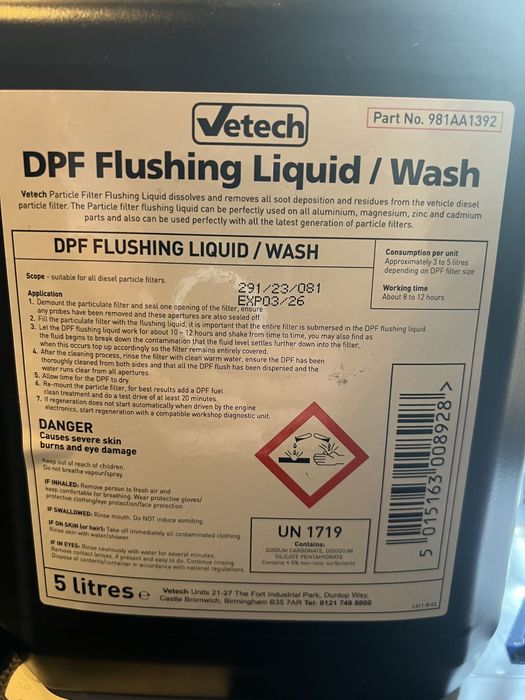 Vetech
Part No. 981AA1392
DPF Flushing Liquid / Wash
Vetech Particle Filter Flushing Liquid dissolves and removes all soot deposition and residues from the vehicle diesel
particle filter. The Particle filter flushing liquid can be perfectly used on all aluminium, magnesium, zinc and cadmium
parts and also can be used perfectly with all the latest generation of particle filters.
DPF FLUSHING LIQUID / WASH
Consumption per unit
Approximately 3 to 5 litres
depending on DPF filter size
Working time
About 8 to 12 hours
Scope - suitable for all diesel particle filters.
291/23/081
EXP03/26
Application
1. Demount the particulate filter and seal one opening of the filter, ensure
any probes have been removed and these apertures are also sealed off.
2. Fill the particulate filter with the flushing liquid, it is important that the entire filter is submersed in the DPF flushing liquid.
3. Let the DPF flushing liquid work for about 10 - 12 hours and shake from time to time, you may also find as
the fluid begins to break down the contamination that the fluid level settles further down into the filter,
when this occurs top up accordingly so the filter remains entirely covered.
4. After the cleaning process, rinse the filter with clean warm water, ensure the DPF has been
thoroughly cleaned from both sides and that all the DPF flush has been dispersed and the
water runs clear from all apertures.
5. Allow time for the DPF to dry.
6. Re-mount the particle filter, for best results add a DPF fuel
clean treatment and do a test drive of at least 20 minutes.
7. If regeneration does not start automatically when driven by the engine
electronics, start regeneration with a compatible workshop diagnostic unit.
DANGER
Causes severe skin
burns and eye damage
Keep out of reach of children.
Do not breathe vapour/spray.
IF INHALED: Remove person to fresh air and
keep comfortable for breathing. Wear protective gloves/
protective clothing/eye protection/face protection.
IF SWALLOWED: Rinse mouth. Do NOT induce vomiting.
IF ON SKIN (or hair): Take off immediately all contaminated clothing.
Rinse skin with water/shower.
IF IN EYES: Rinse cautiously with water for several minutes.
Remove contact lenses, if present and easy to do. Continue rinsing.
Dispose of contents/container in accordance with national regulations.
UN 1719
Contains:
SODIUM CARBONATE, DISODIUM
SILICATE PENTAHYDRATE
Contains < 5% non-ionic surfactants
5 015163 008928 >
5 litres e
Vetech Units 21-27 The Fort Industrial Park, Dunlop Way,
Castle Bromwich, Birmingham B35 7AR Tel: 0121 749 8800